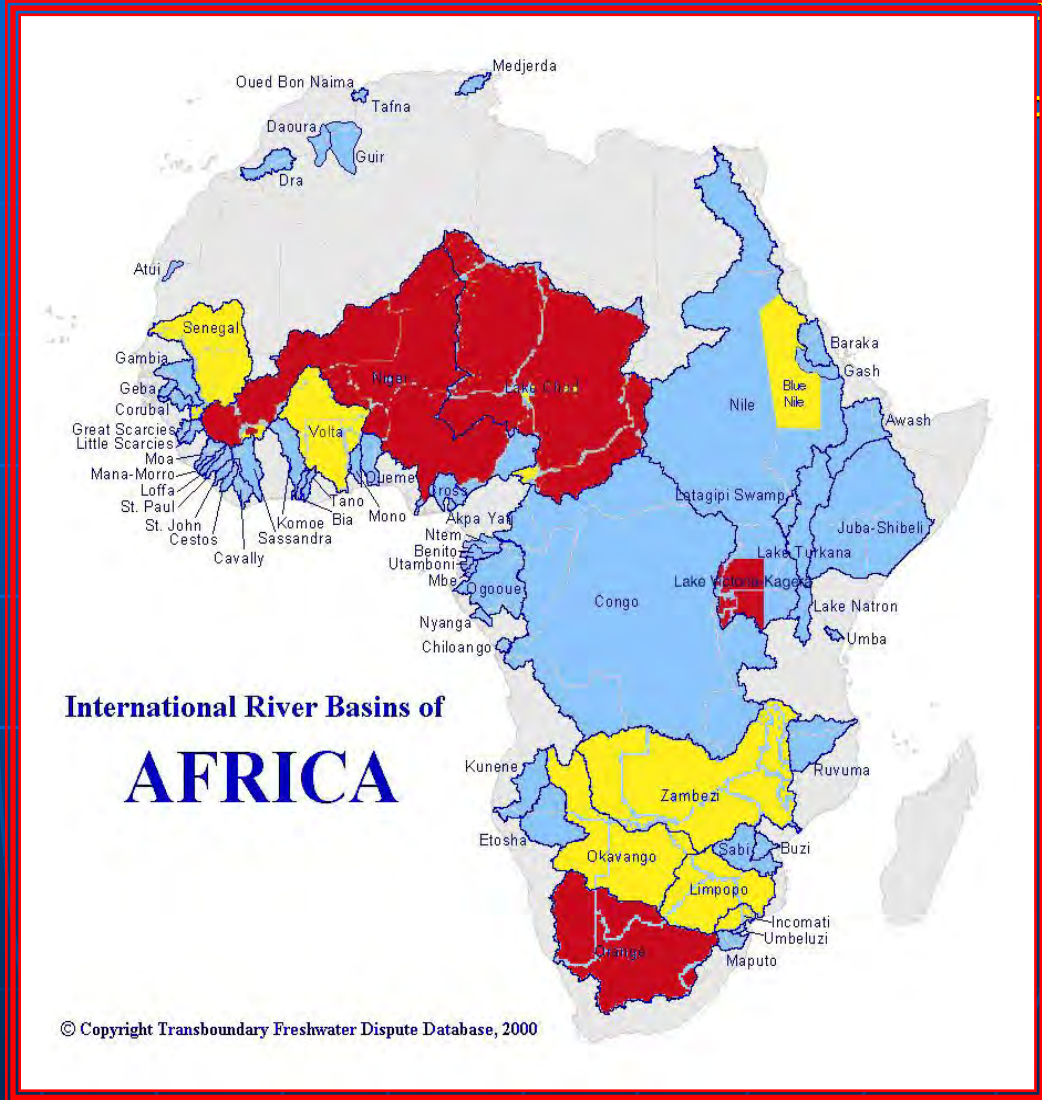 Medjerda
Oued Bon Naima
Tafna
Daoura
Guir
Dra
Atui
Senegal
Gambia
Baraka
Gash
Geba
Niger
Lake Chad
Blue
Nile
Nile
Corubal
Awash
Great Scarcies
Volta
Little Scarcies
Moa
Mana-Morro
Oueme
Loffa
Cross
Latagipi Swamp
St. Paul
Tano
St. John
Komoe
Bia
Mono
Akpa Yafi
Juba-Shibeli
Cestos
Sassandra
Ntem
Cavally
Benito
Lake Turkana
Utamboni
Mbe
Ogooue
Lake Victoria-Kagera
Congo
Lake Natron
Nyanga
Umba
Chiloango
International River Basins of
AFRICA
Kunene
Ruvuma
Zambezi
Etosha
Sabi
Buzi
Okavango
Limpopo
Incomati
Umbeluzi
Orange
Maputo
© Copyright Transboundary Freshwater Dispute Database, 2000